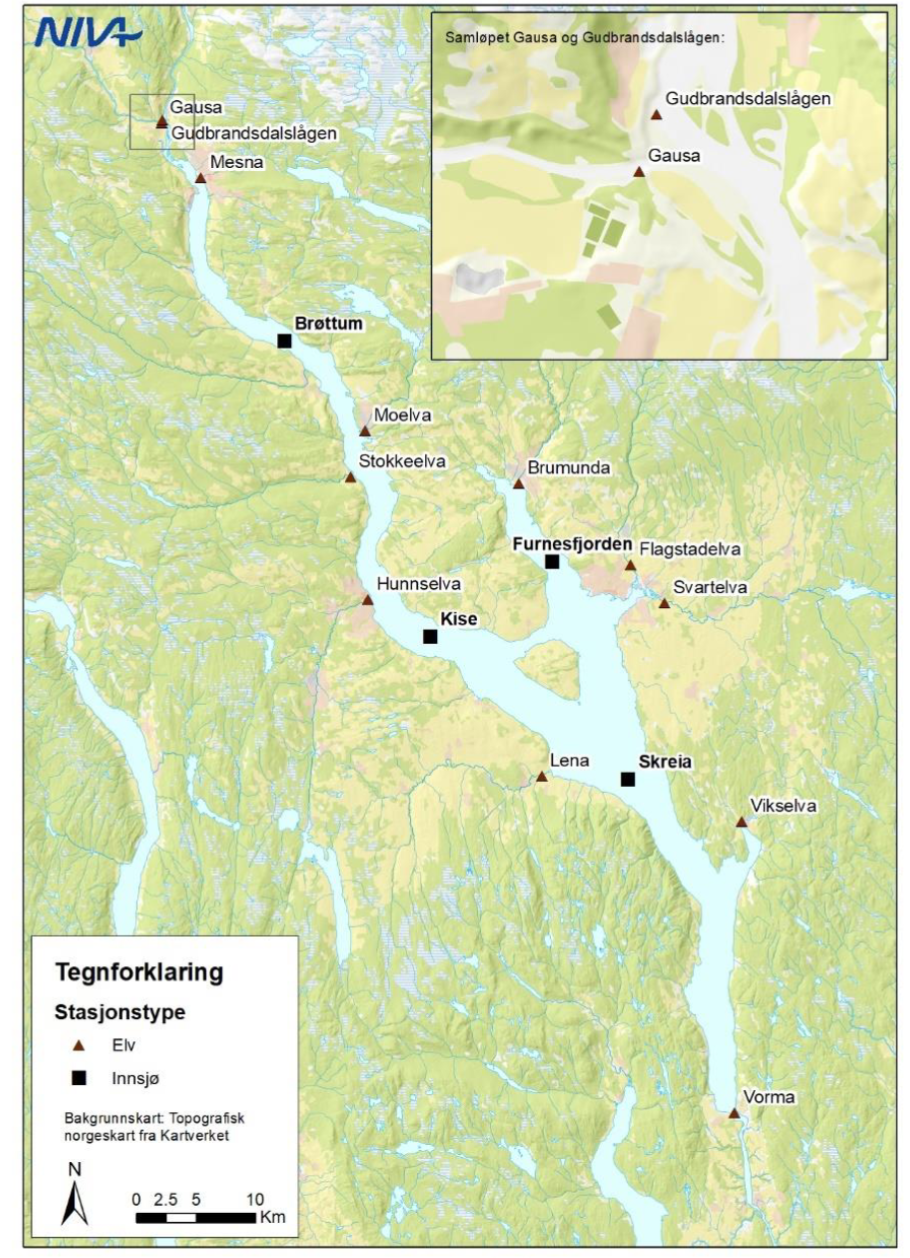 NIVA
Samløpet Gausa og Gudbrandsdalslågen:
Gudbrandsdalslågen
Gausa
Gausa
Gudbrandsdalslågen
Mesna
Brøttum
Moelva
Stokkeelva
Brumunda
Furnesfjorden
Flagstadelva
Hunnselva
Svartelva
Kise
Lena
Skreia
Vikselva
Vorma
Tegnforklaring
Stasjonstype
Elv
Innsjø
Bakgrunnskart: Topografisk
norgeskart fra Kartverket
N
0 2.5 5 10
Km